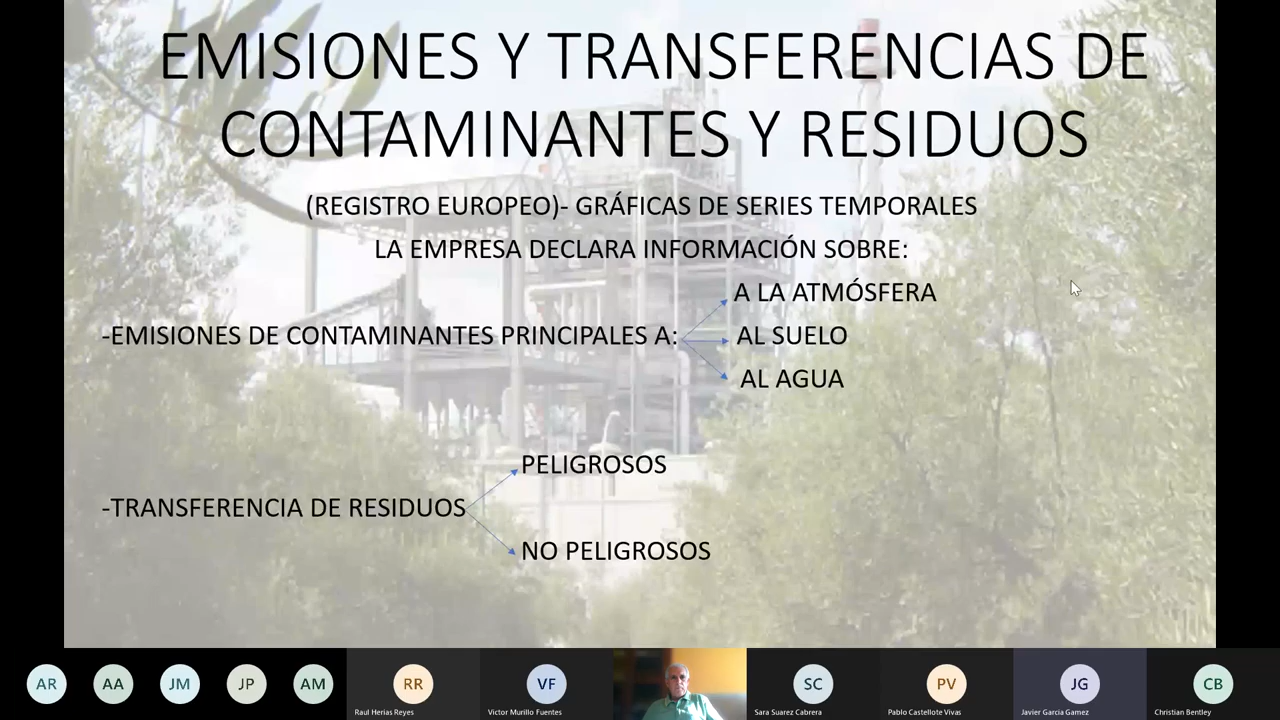 EMISIONES Y TRANSFERENCIAS DE
CONTAMINANTES Y RESIDUOS
(REGISTRO EUROPEO)- GRÁFICAS DE SERIES TEMPORALES
LA EMPRESA DECLARA INFORMACIÓN SOBRE:
A LA ATMÓSFERA
-EMISIONES DE CONTAMINANTES PRINCIPALES A:
AL SUELO
AL AGUA
PELIGROSOS
-TRANSFERENCIA DE RESIDUOS
NO PELIGROSOS
AR
AA
JM
JP
AM
RR
VF
SC
PV
JG
CB
Raul Herias Reyes
Victor Murillo Fuentes
Sara Suarez Cabrera
Pablo Castellote Vivas
Javier Garcia Gamez
Christian Bentley